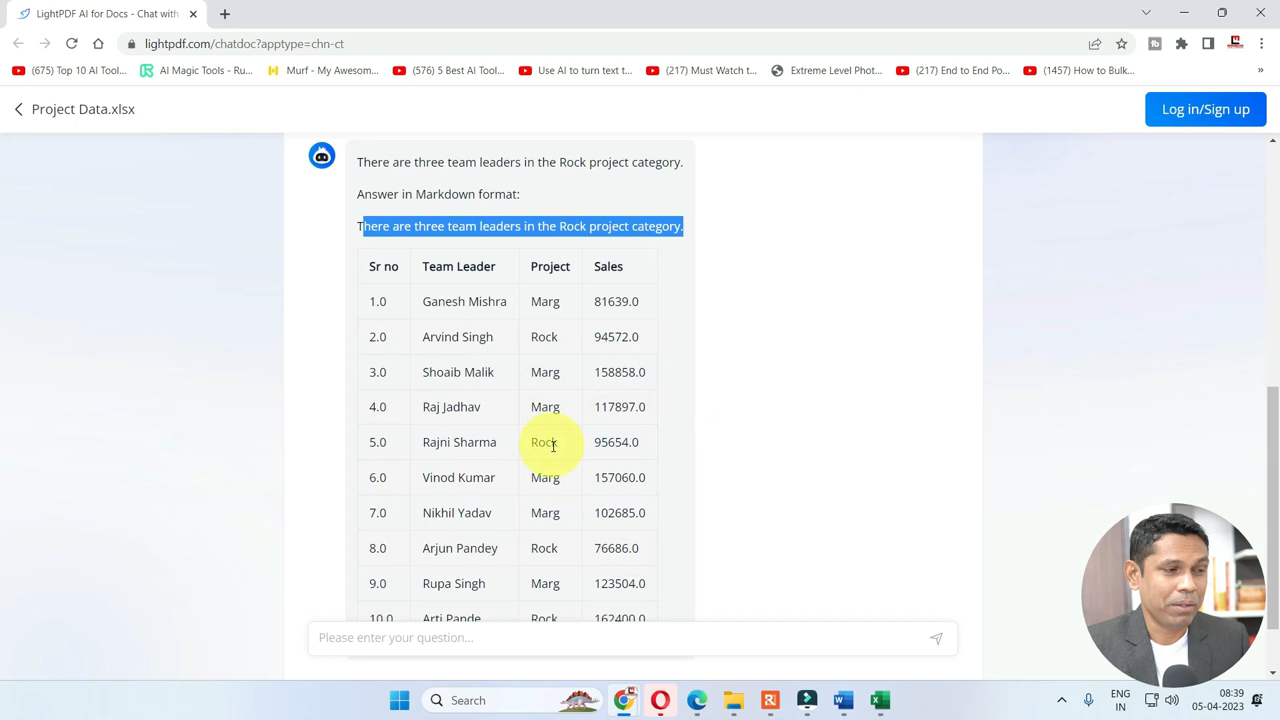 LightPDF AI for Docs - Chat with
lightpdf.com/chatdoc?apptype=chn-ct
(675) Top 10 AI Tool...
AI Magic Tools - Ru...
Murf - My Awesom...
(576) 5 Best AI Tool...
Use AI to turn text t...
(217) Must Watch t...
Extreme Level Phot...
(217) End to End Po...
(1457) How to Bulk...
»
Project Data.xlsx
Log in/Sign up
There are three team leaders in the Rock project category.
Answer in Markdown format:
There are three team leaders in the Rock project category.
Sr no Team Leader Project Sales
1.0 Ganesh Mishra Marg 81639.0
2.0 Arvind Singh Rock 94572.0
3.0 Shoaib Malik Marg 158858.0
4.0 Raj Jadhav Marg 117897.0
5.0 Rajni Sharma Rock 95654.0
6.0 Vinod Kumar Marg 157060.0
7.0 Nikhil Yadav Marg 102685.0
8.0 Arjun Pandey Rock 76686.0
9.0 Rupa Singh Marg 123504.0
10.0 Arti Pande Rock 162400.0
Please enter your question...
Search
ENG
IN
08:39
05-04-2023